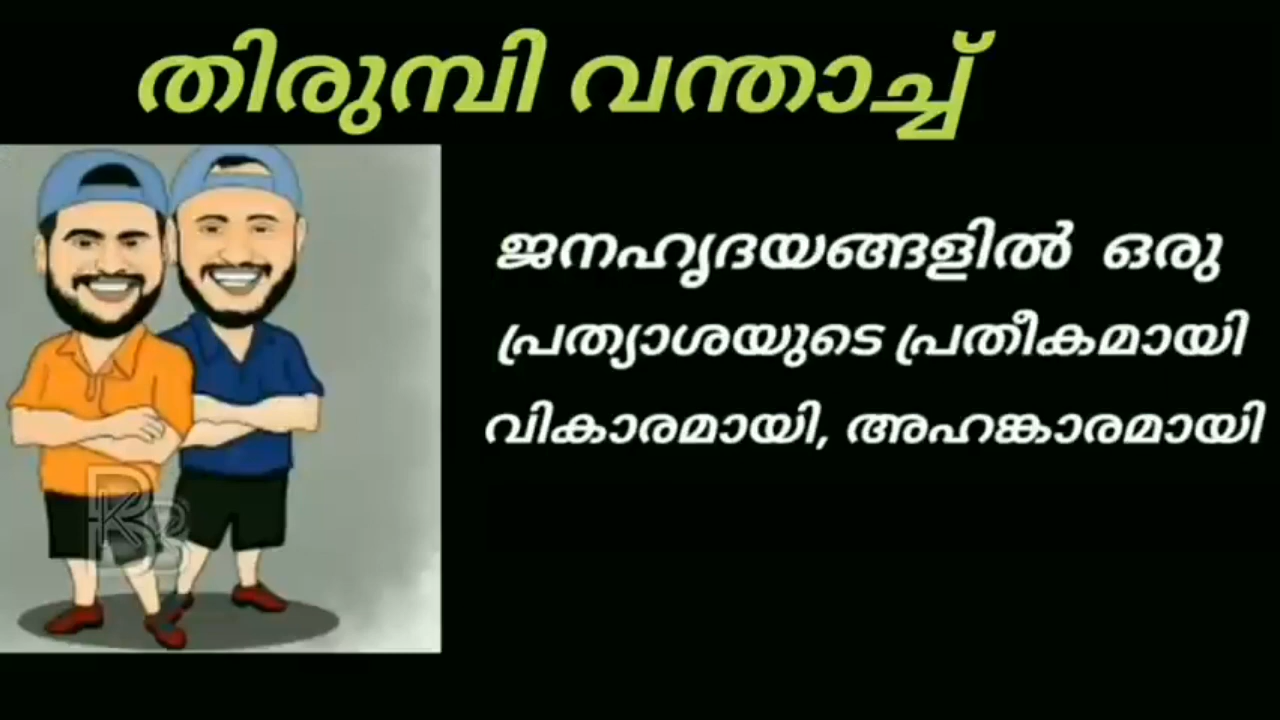 തിരുമ്പി വന്താച്ച്
ജനഹൃദയങ്ങളിൽ ഒരു
പ്രത്യാശയുടെ പ്രതീകമായി
വികാരമായി, അഹങ്കാരമായി